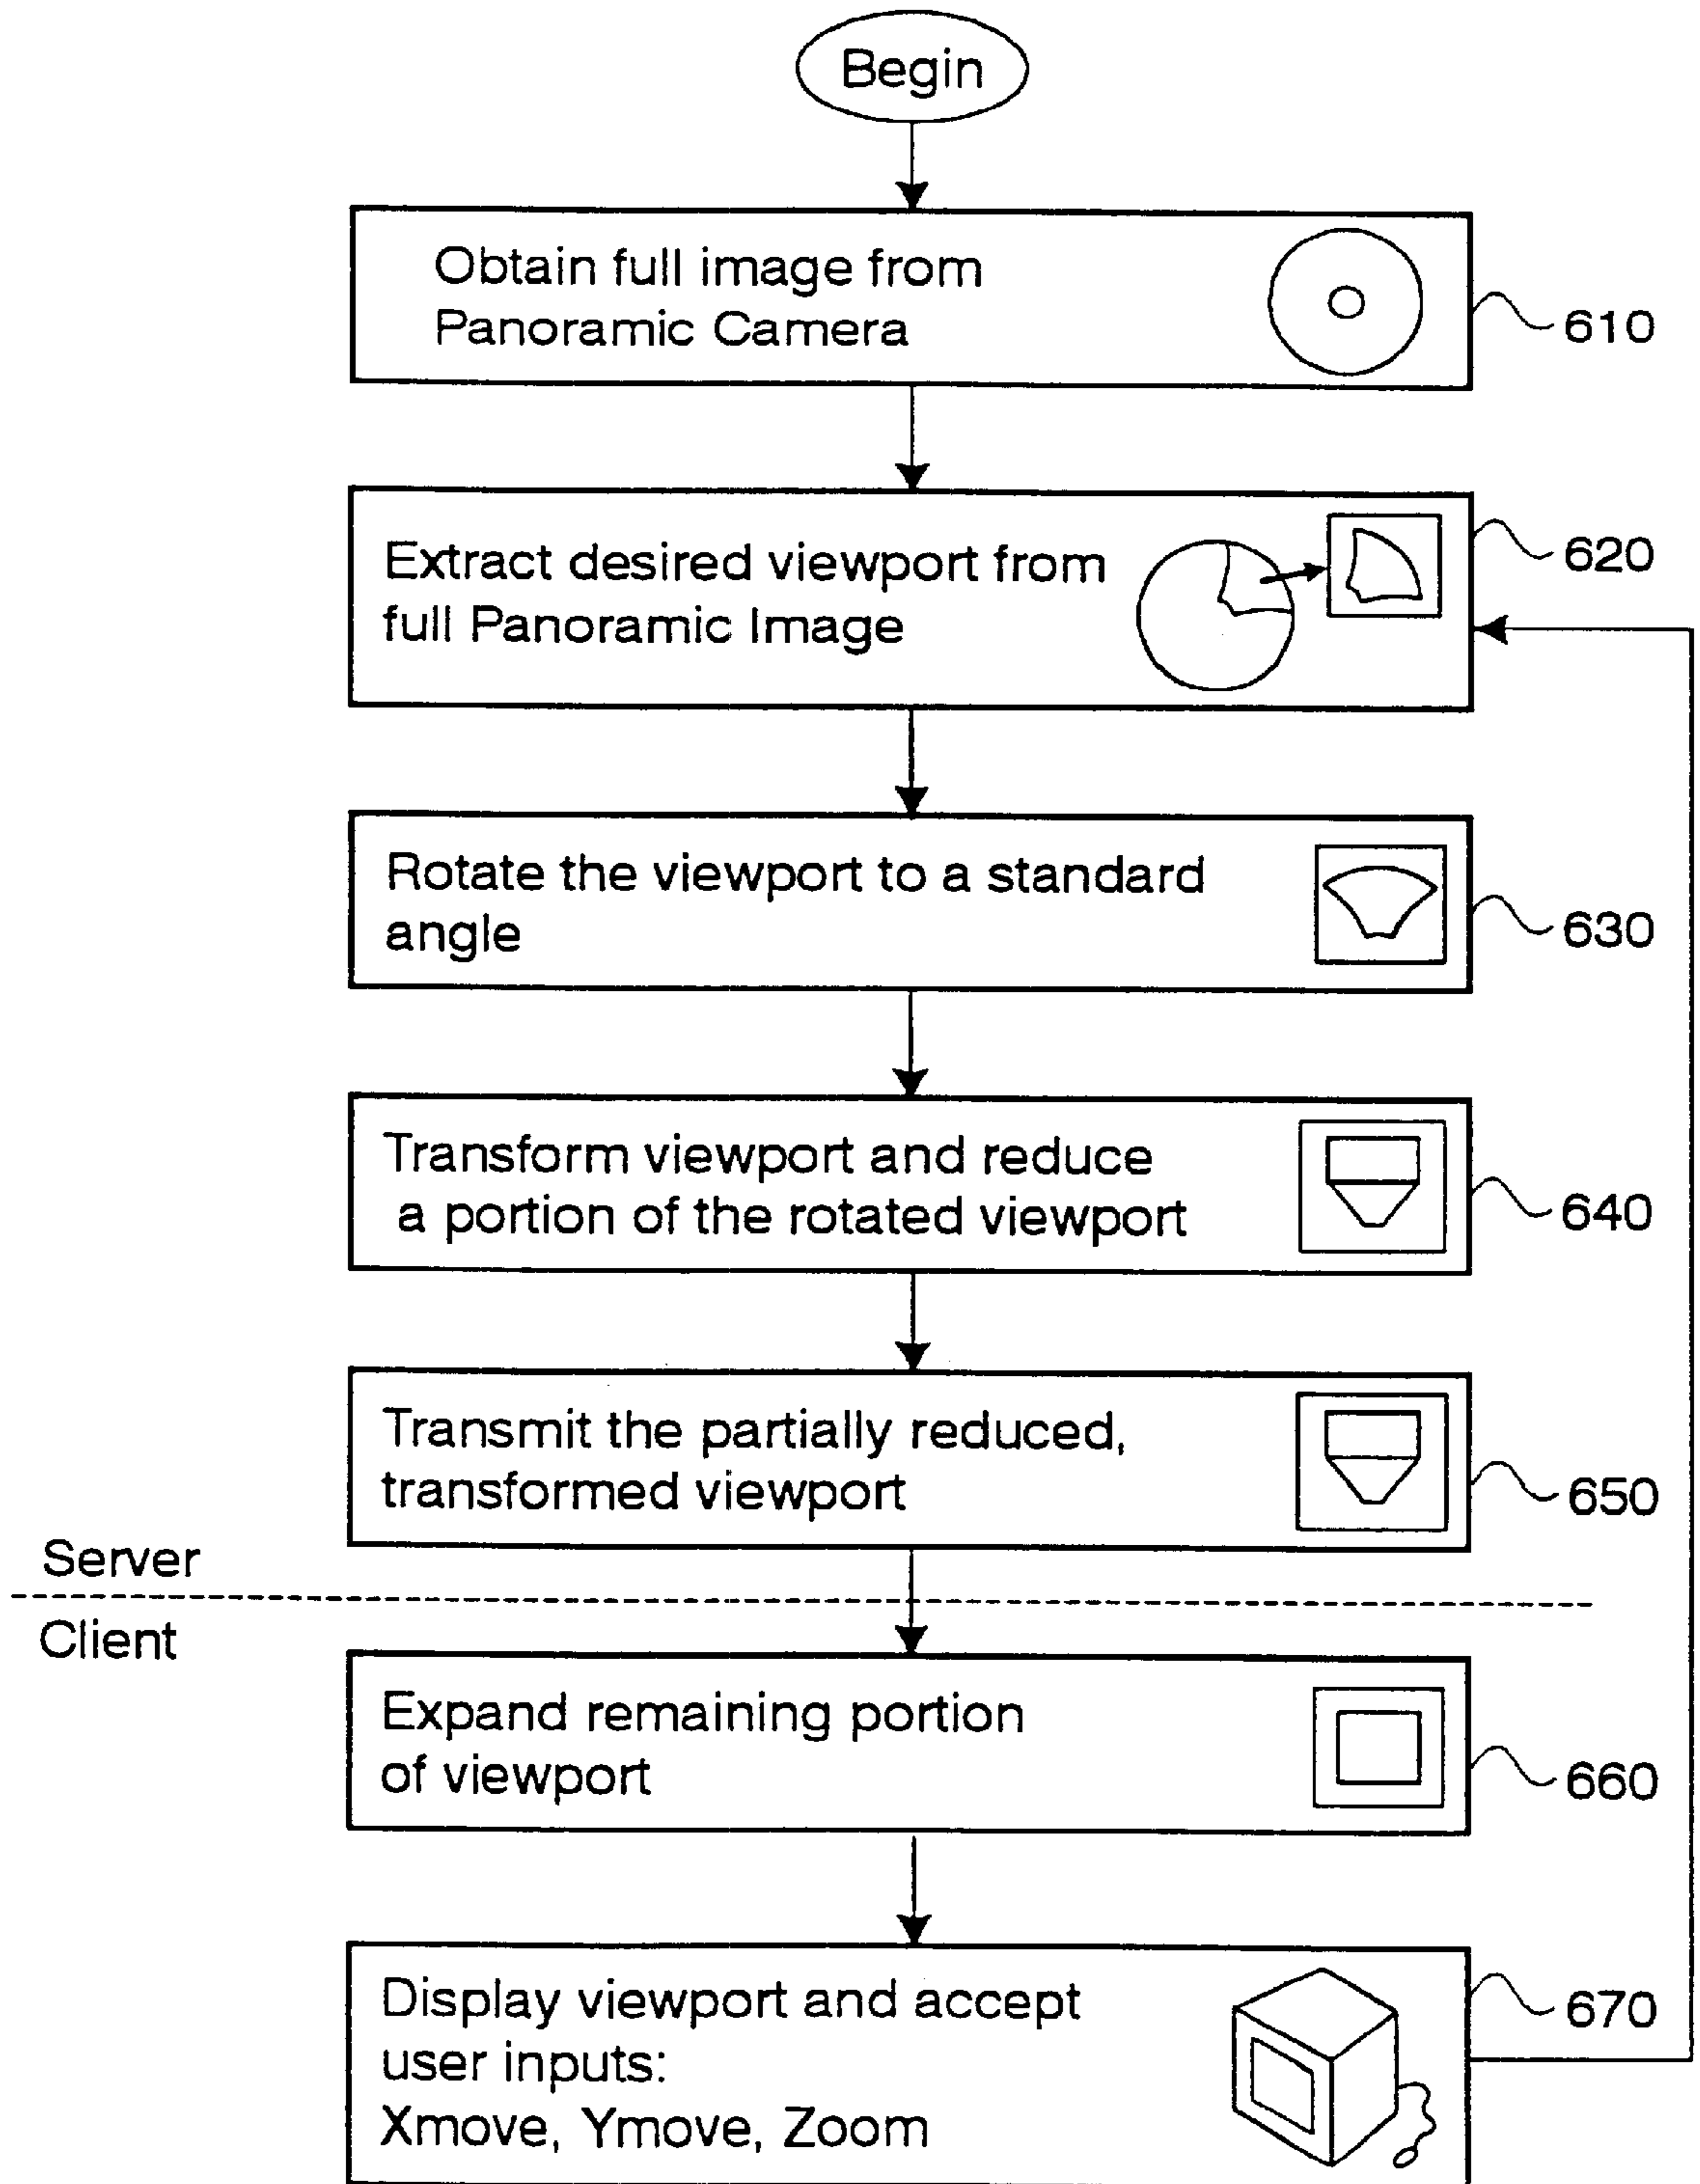 Begin
Obtain full image from
Panoramic Camera
610
Extract desired viewport from
full Panoramic Image
620
Rotate the viewport to a standard
angle
630
Transform viewport and reduce
a portion of the rotated viewport
640
Transmit the partially reduced,
transformed viewport
650
Server
Client
Expand remaining portion
of viewport
660
Display viewport and accept
user inputs:
Xmove, Ymove, Zoom
670